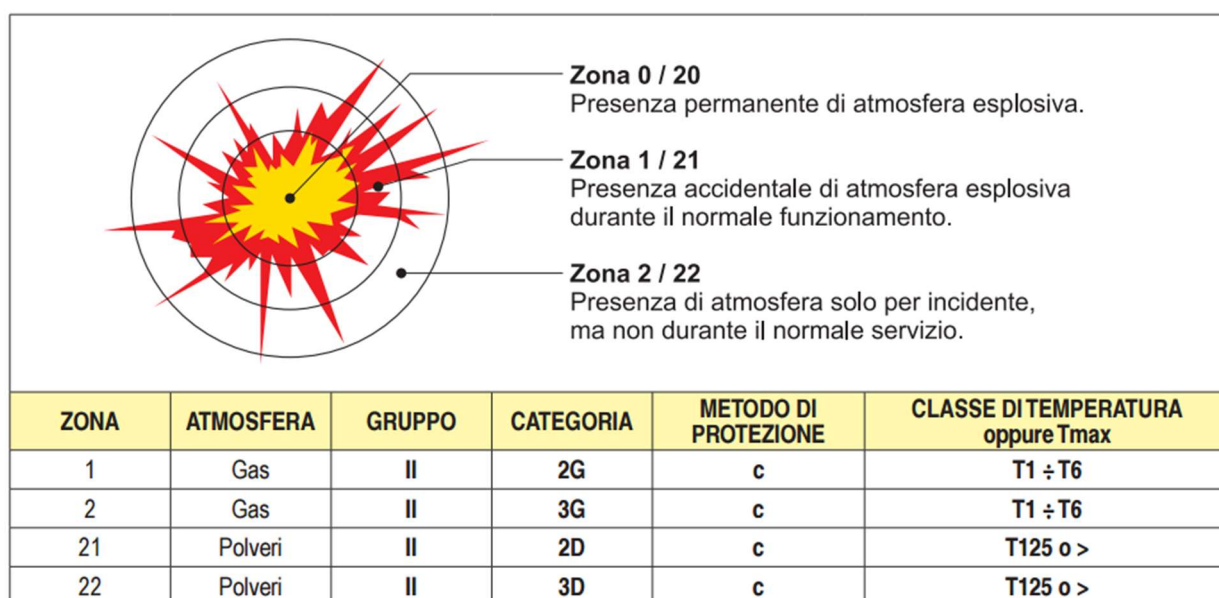 Zona 0 / 20
Presenza permanente di atmosfera esplosiva.
Zona 1 / 21
Presenza accidentale di atmosfera esplosiva
durante il normale funzionamento.
Zona 2 / 22
Presenza di atmosfera solo per incidente,
ma non durante il normale servizio.
ZONA ATMOSFERA GRUPPO CATEGORIA METODO DI PROTEZIONE CLASSE DI TEMPERATURA oppure Tmax
1 Gas II 2G c T1 ÷ T6
2 Gas II 3G c T1 ÷ T6
21 Polveri II 2D c T125 o >
22 Polveri II 3D c T125 o >